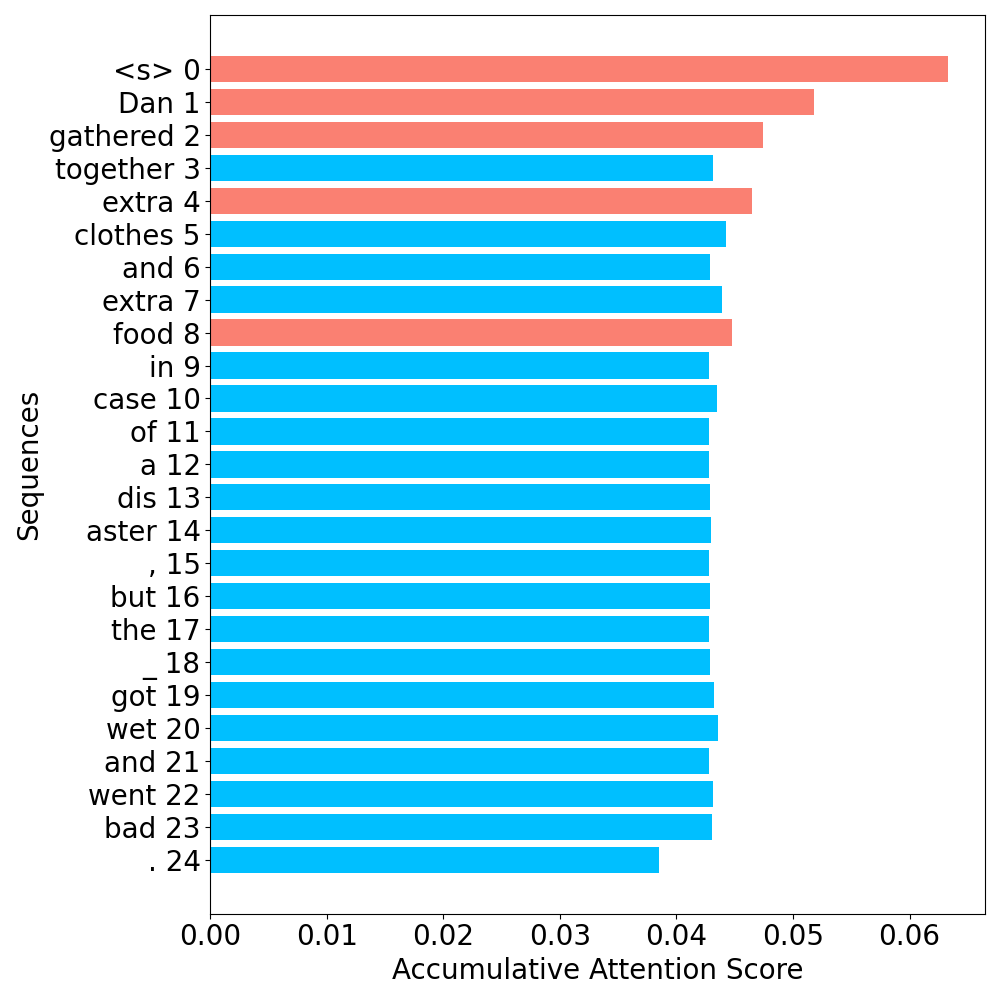 <s> 0
Dan 1
gathered 2
together 3
extra 4
clothes 5
and 6
extra 7
food 8
in 9
case 10
of 11
a 12
dis 13
aster 14
, 15
but 16
the 17
_ 18
got 19
wet 20
and 21
went 22
bad 23
. 24
Sequences
0.00 0.01 0.02 0.03 0.04 0.05 0.06
Accumulative Attention Score